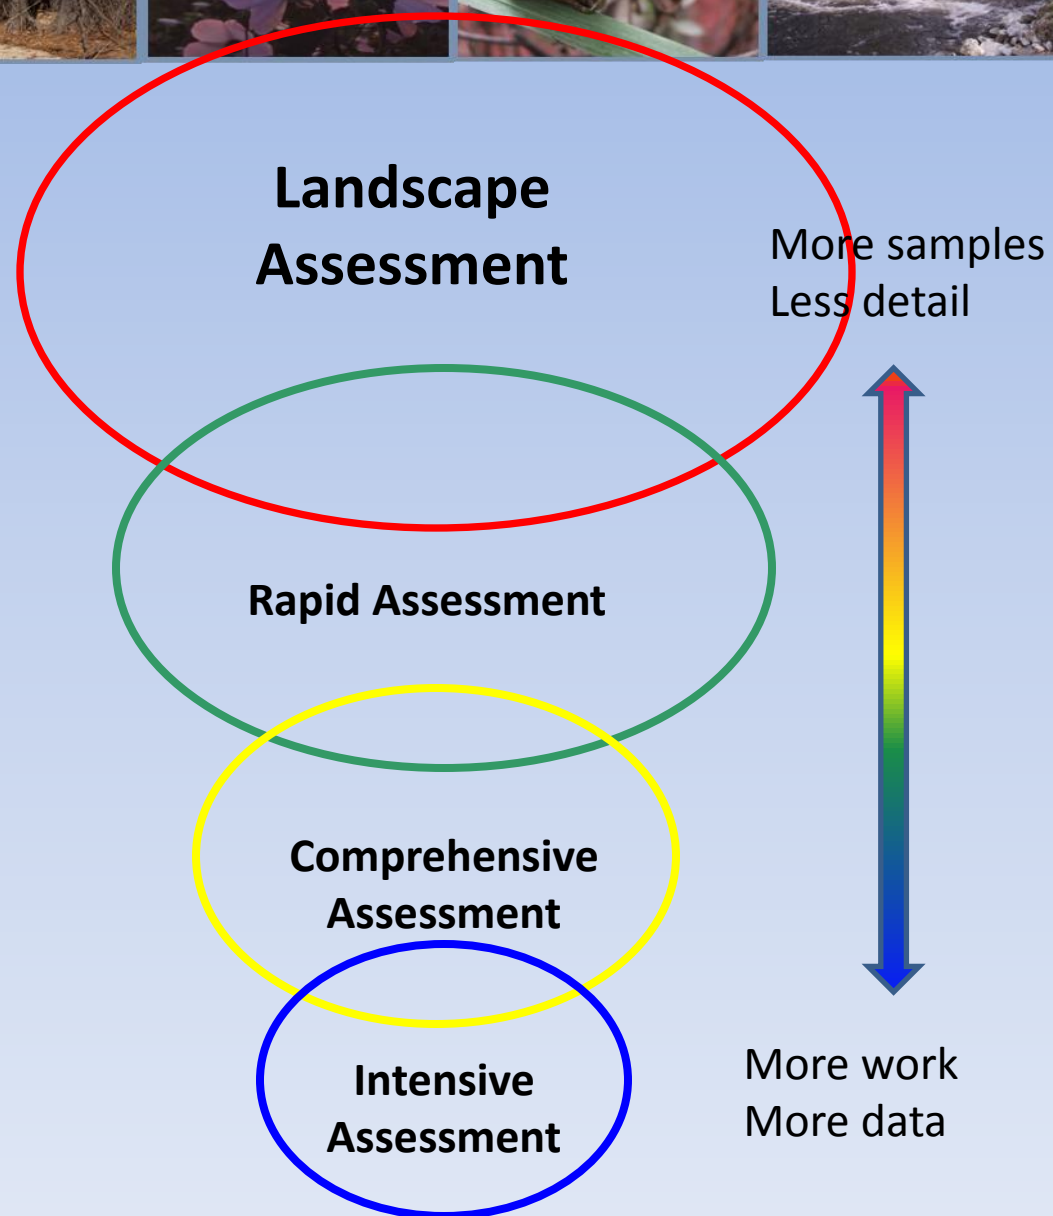 Landscape
Assessment
More samples
Less detail
Rapid Assessment
Comprehensive
Assessment
Intensive
Assessment
More work
More data